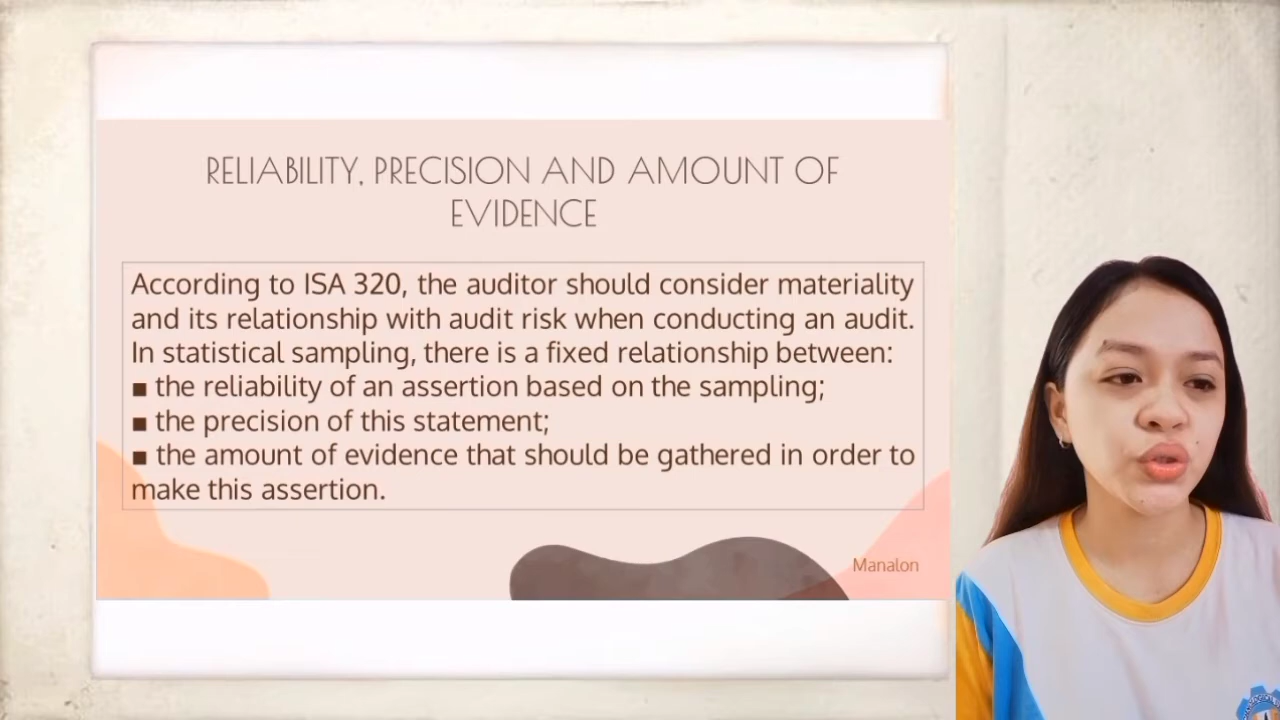 RELIABILITY, PRECISION AND AMOUNT OF
EVIDENCE
According to ISA 320, the auditor should consider materiality
and its relationship with audit risk when conducting an audit.
In statistical sampling, there is a fixed relationship between:
■ the reliability of an assertion based on the sampling;
■ the precision of this statement;
■ the amount of evidence that should be gathered in order to
make this assertion.
Manalon